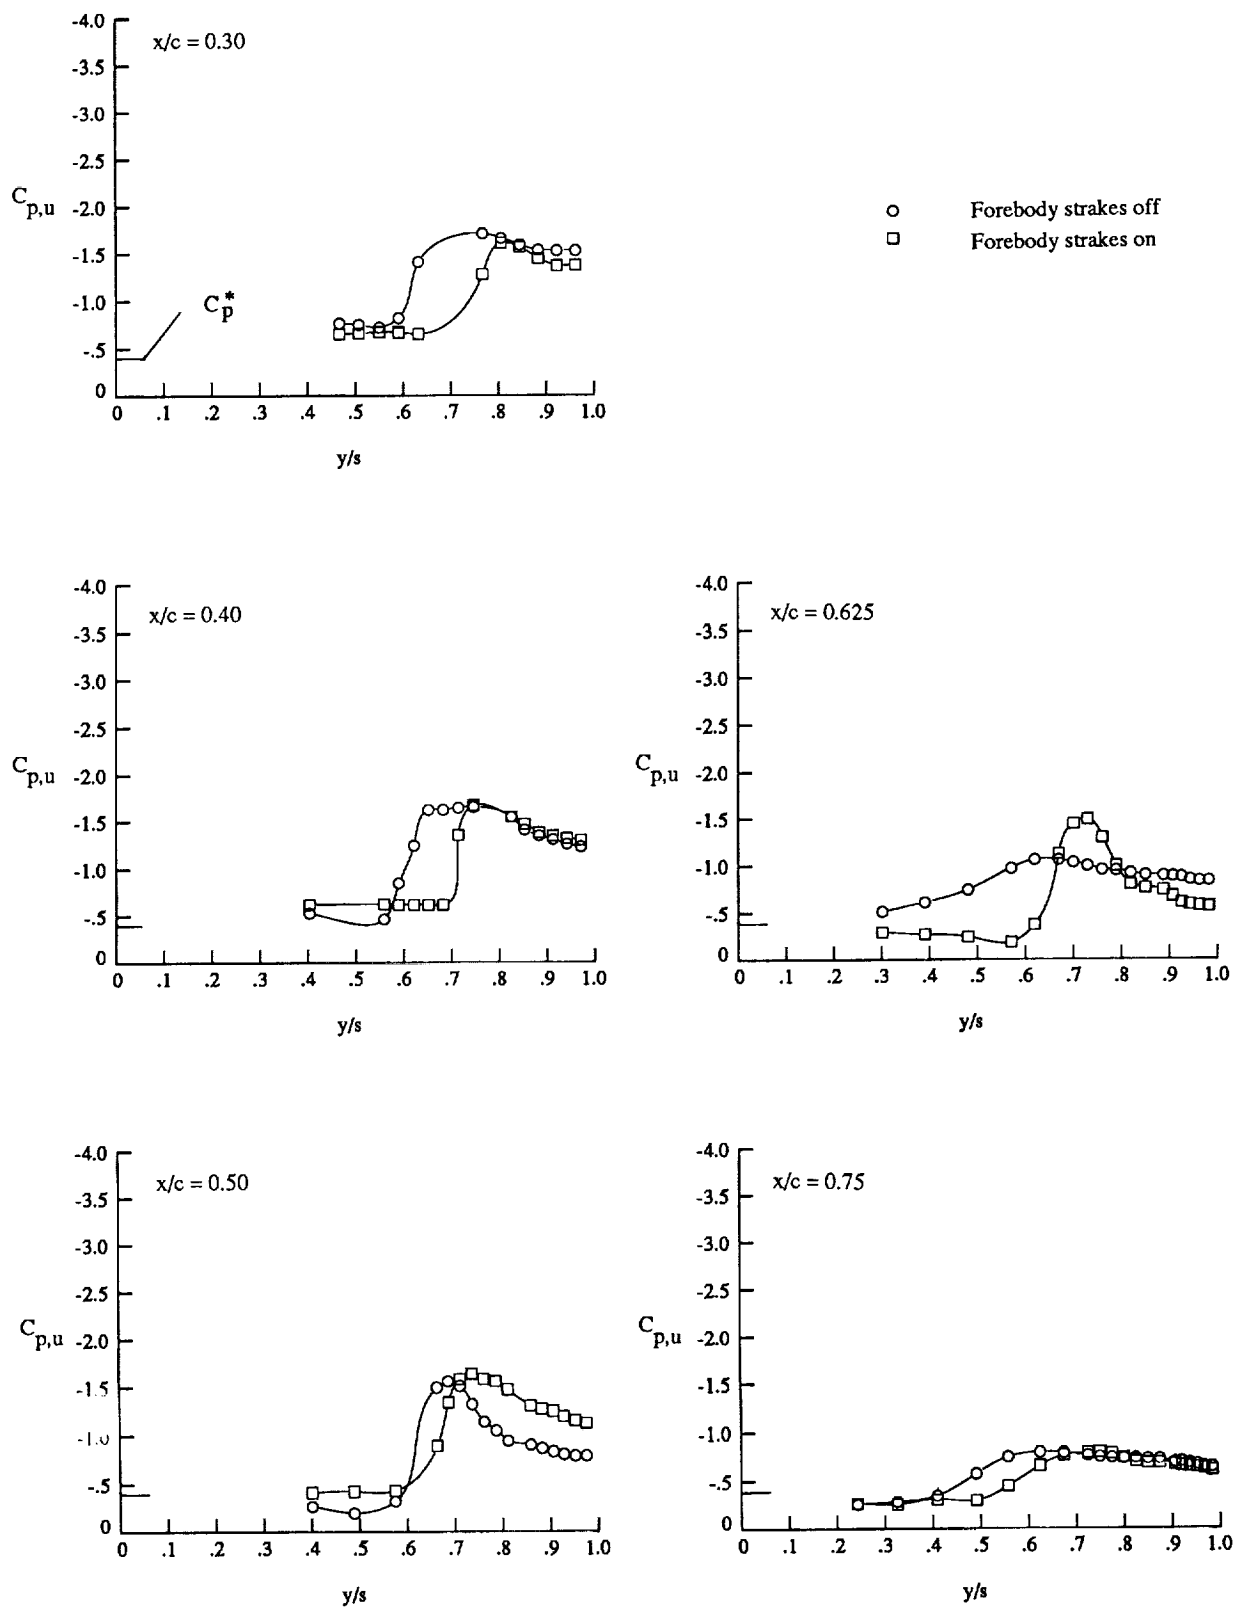 -4.0
x/c = 0.30
-3.5
-3.0
-2.5
C_p,u -2.0
○ Forebody strakes off
□ Forebody strakes on
-1.5
-1.0 C_p^*
-.5
0
0 .1 .2 .3 .4 .5 .6 .7 .8 .9 1.0
y/s
-4.0
x/c = 0.40
-3.5
-3.0
-2.5
C_p,u -2.0
-1.5
-1.0
-.5
0
0 .1 .2 .3 .4 .5 .6 .7 .8 .9 1.0
y/s
-4.0
x/c = 0.625
-3.5
-3.0
-2.5
C_p,u -2.0
-1.5
-1.0
-.5
0
0 .1 .2 .3 .4 .5 .6 .7 .8 .9 1.0
y/s
-4.0
x/c = 0.50
-3.5
-3.0
-2.5
C_p,u -2.0
-1.5
-1.0
-.5
0
0 .1 .2 .3 .4 .5 .6 .7 .8 .9 1.0
y/s
-4.0
x/c = 0.75
-3.5
-3.0
-2.5
C_p,u -2.0
-1.5
-1.0
-.5
0
0 .1 .2 .3 .4 .5 .6 .7 .8 .9 1.0
y/s